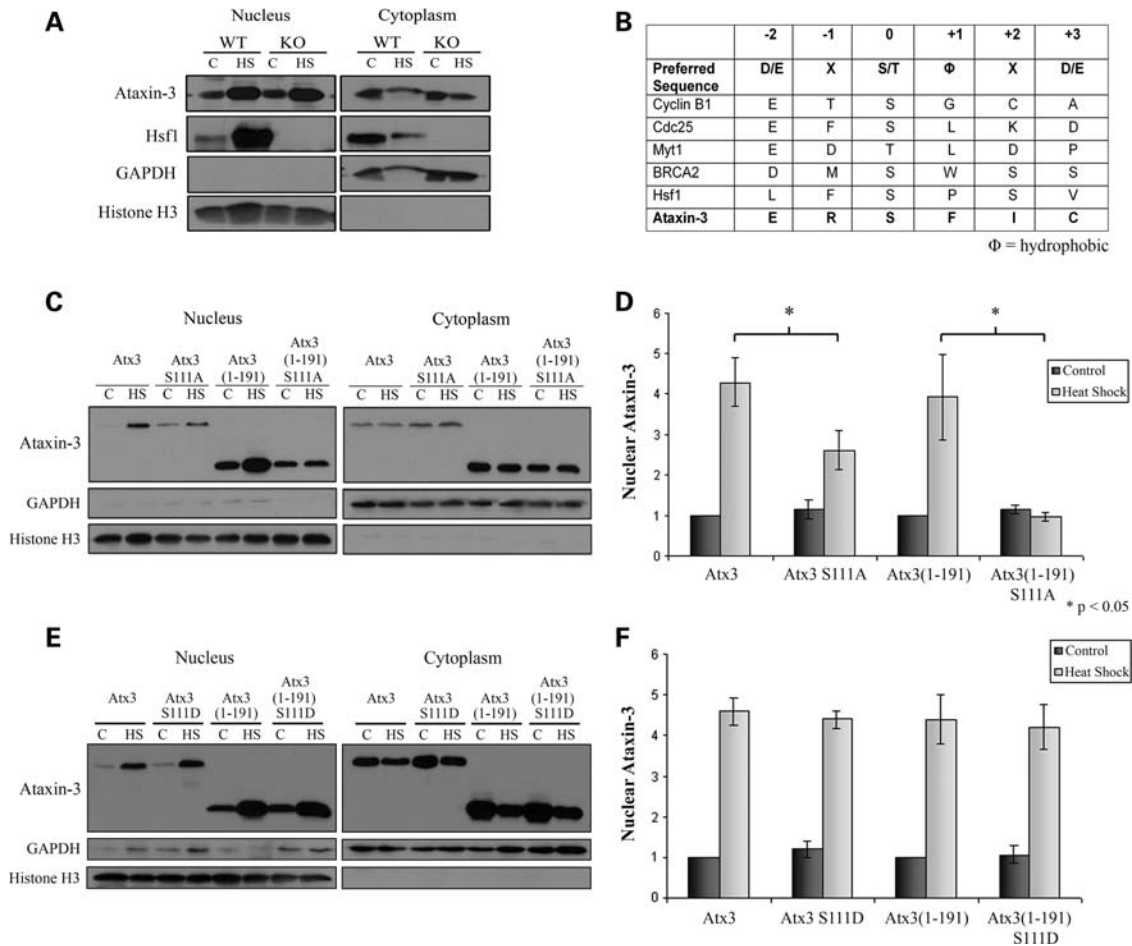 A
Nucleus
Cytoplasm
WT
KO
WT
KO
C
HS
C
HS
C
HS
C
HS
Ataxin-3
Hsf1
GAPDH
Histone H3
B
-2 -1 0 +1 +2 +3
Preferred Sequence D/E X S/T Φ X D/E
Cyclin B1 E T S G C A
Cdc25 E F S L K D
Myt1 E D T L D P
BRCA2 D M S W S S
Hsf1 L F S P S V
Ataxin-3 E R S F I C
Φ = hydrophobic
C
Nucleus
Cytoplasm
Atx3
Atx3 S111A
Atx3 (1-191)
Atx3 (1-191) S111A
Atx3
Atx3 S111A
Atx3 (1-191)
Atx3 (1-191) S111A
C HS C HS C HS C HS
C HS C HS C HS C HS
Ataxin-3
GAPDH
Histone H3
D
Nuclear Ataxin-3
6
5
4
3
2
1
0
*
*
Control
Heat Shock
Atx3
Atx3 S111A
Atx3(1-191)
Atx3(1-191) S111A
* p < 0.05
E
Nucleus
Cytoplasm
Atx3
Atx3 S111D
Atx3 (1-191)
Atx3 (1-191) S111D
Atx3
Atx3 S111D
Atx3 (1-191)
Atx3 (1-191) S111D
C HS C HS C HS C HS
C HS C HS C HS C HS
Ataxin-3
GAPDH
Histone H3
F
Nuclear Ataxin-3
6
5
4
3
2
1
0
Control
Heat Shock
Atx3
Atx3 S111D
Atx3(1-191)
Atx3(1-191) S111D